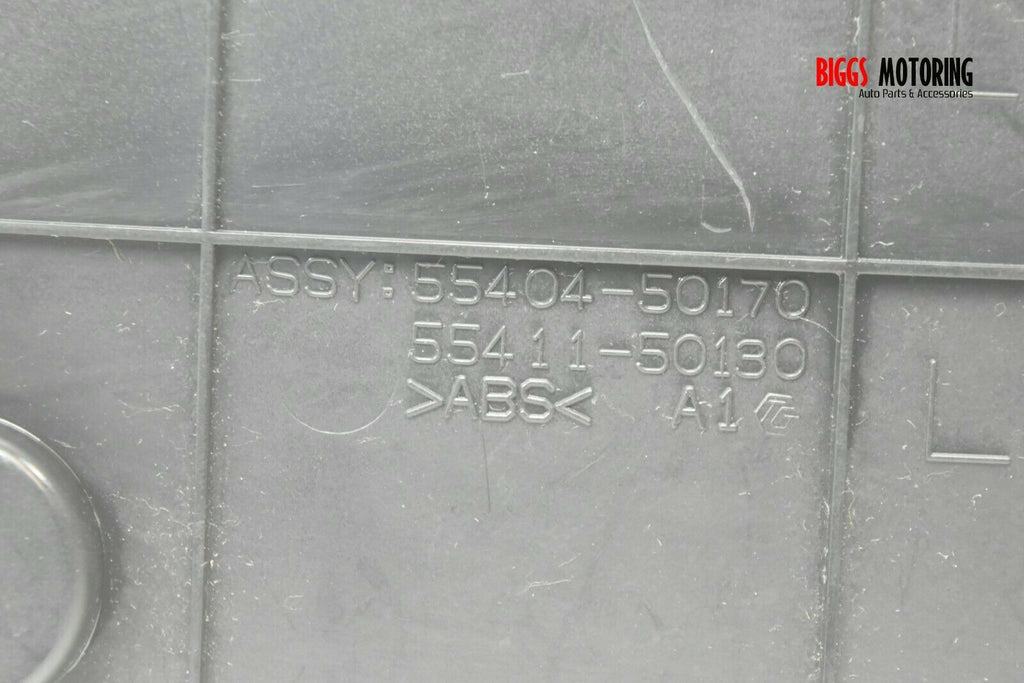 BIGGS MOTORING
Auto Parts & Accessories
ASSY:55404-50170
55411-50130
>ABS< A1
L